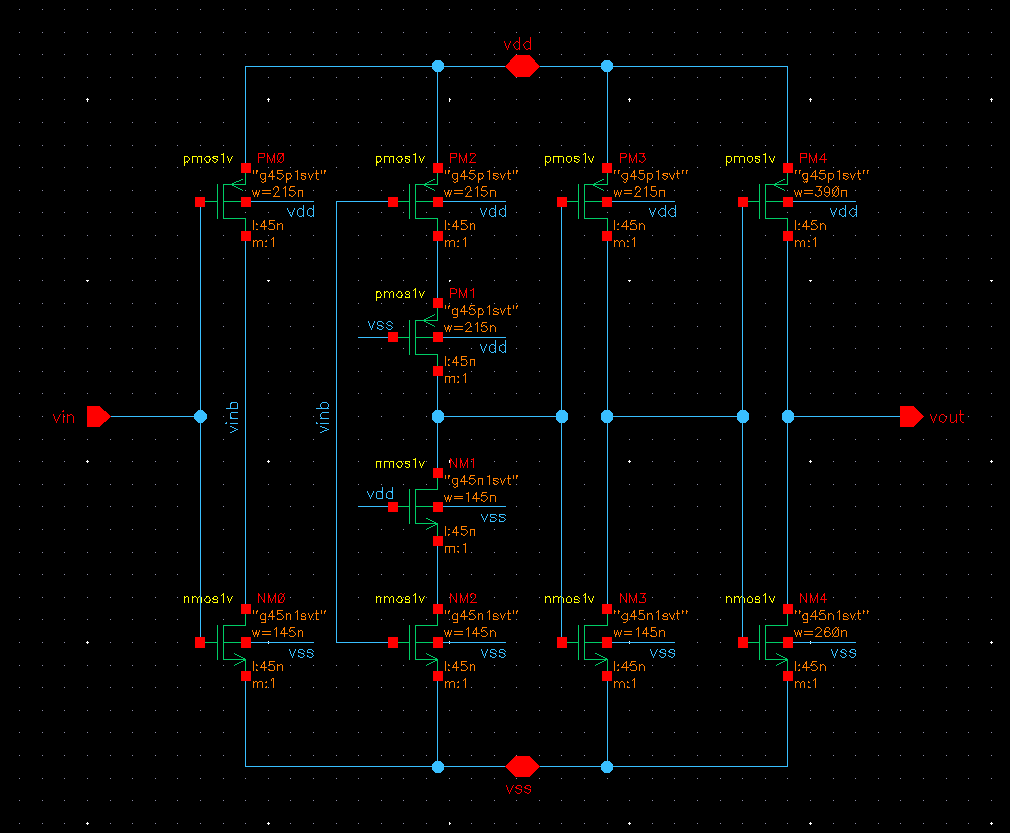 vdd
pmos1v PM0
"g45p1svt"
w=215n
vdd
l:45n
m:1
pmos1v PM2
"g45p1svt"
w=215n
vdd
l:45n
m:1
pmos1v PM3
"g45p1svt"
w=215n
vdd
l:45n
m:1
pmos1v PM4
"g45p1svt"
w=390n
vdd
l:45n
m:1
pmos1v PM1
"g45p1svt"
vss
w=215n
vdd
l:45n
m:1
vin
vinb
vinb
vout
nmos1v NM1
"g45n1svt"
vdd
w=145n
vss
l:45n
m:1
nmos1v NM0
"g45n1svt"
w=145n
vss
l:45n
m:1
nmos1v NM2
"g45n1svt"
w=145n
vss
l:45n
m:1
nmos1v NM3
"g45n1svt"
w=145n
vss
l:45n
m:1
nmos1v NM4
"g45n1svt"
w=260n
vss
l:45n
m:1
vss